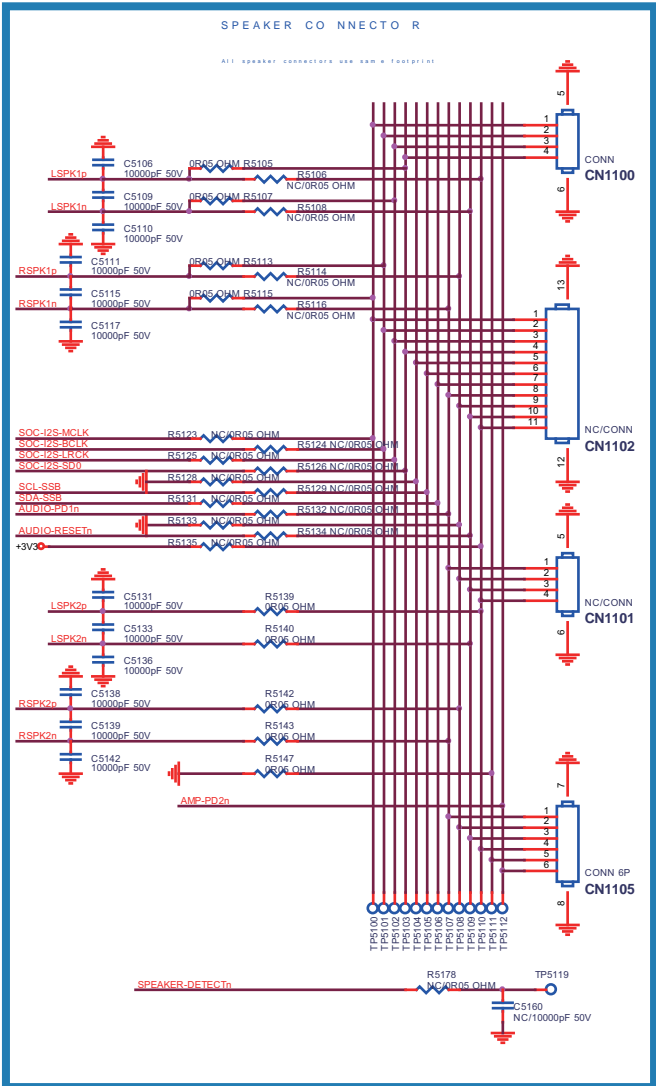 SPEAKER CO NNECTO R
All speaker connectors use sam e footprint
5
1
2
3
4
CONN
CN1100
6
C5106
10000pF 50V
0R05 OHM R5105
LSPK1p
R5106
NC/0R05 OHM
C5109
10000pF 50V
0R05 OHM R5107
LSPK1n
R5108
NC/0R05 OHM
C5110
10000pF 50V
C5111
10000pF 50V
0R05 OHM R5113
RSPK1p
R5114
NC/0R05 OHM
C5115
10000pF 50V
0R05 OHM R5115
RSPK1n
R5116
NC/0R05 OHM
C5117
10000pF 50V
13
1
2
3
4
5
6
7
8
9
10
11
NC/CONN
CN1102
12
SOC-I2S-MCLK
R5123 NC/0R05 OHM
SOC-I2S-BCLK
R5124 NC/0R05 OHM
SOC-I2S-LRCK
R5125 NC/0R05 OHM
SOC-I2S-SD0
R5126 NC/0R05 OHM
R5128 NC/0R05 OHM
SCL-SSB
R5129 NC/0R05 OHM
SDA-SSB
R5131 NC/0R05 OHM
AUDIO-PD1n
R5132 NC/0R05 OHM
R5133 NC/0R05 OHM
AUDIO-RESETn
R5134 NC/0R05 OHM
+3V3
R5135 NC/0R05 OHM
5
1
2
3
4
NC/CONN
CN1101
6
C5131
10000pF 50V
LSPK2p
R5139
0R05 OHM
C5133
10000pF 50V
LSPK2n
R5140
0R05 OHM
C5136
10000pF 50V
C5138
10000pF 50V
RSPK2p
R5142
0R05 OHM
C5139
10000pF 50V
RSPK2n
R5143
0R05 OHM
C5142
10000pF 50V
R5147
0R05 OHM
AMP-PD2n
7
1
2
3
4
5
6
CONN 6P
CN1105
8
TP5100
TP5101
TP5102
TP5103
TP5104
TP5105
TP5106
TP5107
TP5108
TP5109
TP5110
TP5111
TP5112
SPEAKER-DETECTn
R5178
NC/0R05 OHM
TP5119
C5160
NC/10000pF 50V